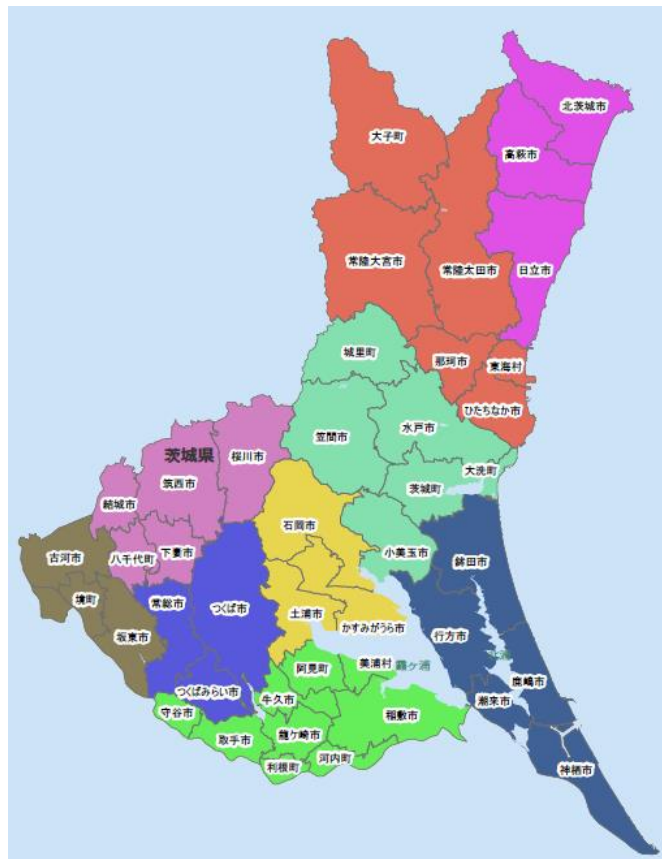 北茨城市
大子町
高萩市
常陸大宮市
常陸太田市
日立市
城里町
那珂市
東海村
ひたちなか市
笠間市
水戸市
茨城県
桜川市
大洗町
筑西市
茨城町
結城市
石岡市
小美玉市
古河市
八千代町
下妻市
鉾田市
境町
常総市
つくば市
土浦市
かすみがうら市
坂東市
行方市
阿見町
美浦村
霞ヶ浦
つくばみらい市
牛久市
鹿嶋市
潮来市
守谷市
稲敷市
取手市
龍ケ崎市
利根町
河内町
神栖市